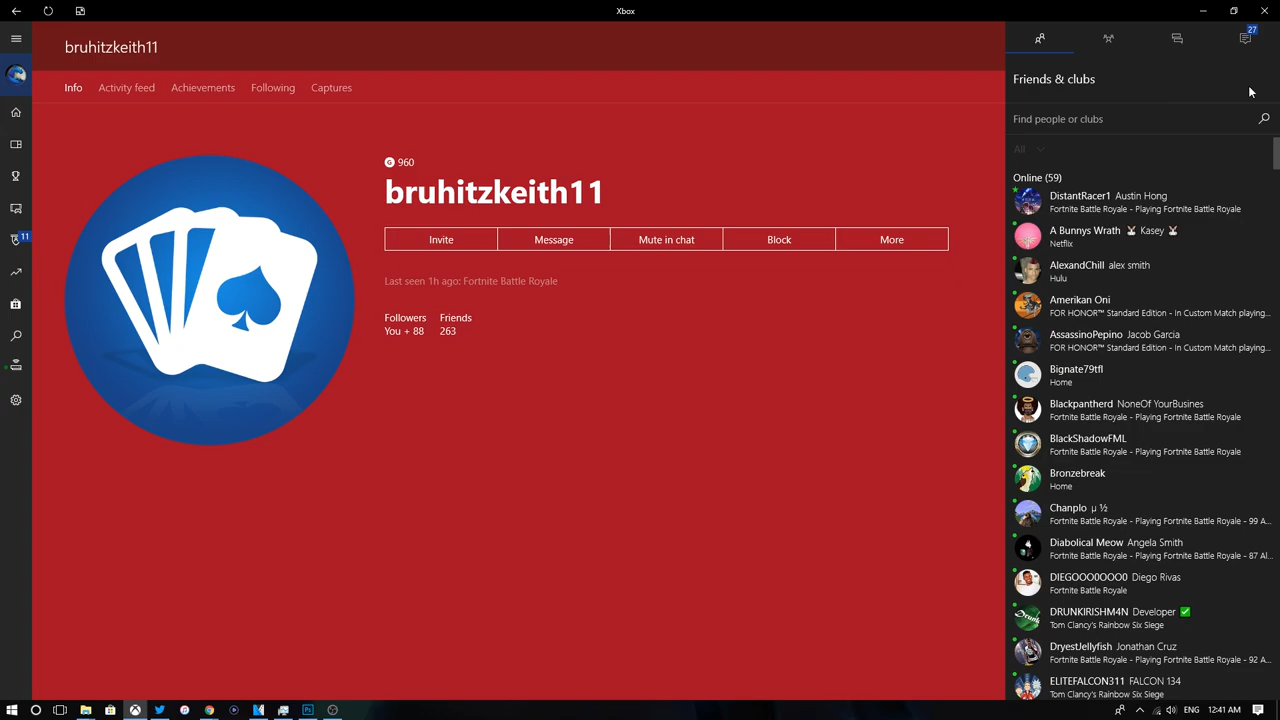 Xbox
bruhitzkeith11
Info Activity feed Achievements Following Captures
G 960
bruhitzkeith11
Invite Message Mute in chat Block More
Last seen 1h ago: Fortnite Battle Royale
Followers Friends
You + 88 263
11
27
Friends & clubs
Find people or clubs
All
Online (59)
DistantRacer1 Austin Hong
Fortnite Battle Royale - Playing Fortnite Battle Royale
A Bunnys Wrath 🐰 Kasey 🐰
Netflix
AlexandChill alex smith
Hulu
Amerikan Oni
FOR HONOR™ Standard Edition - In Custom Match playing...
AssassinoPepino Jacob Garcia
FOR HONOR™ Standard Edition - In Custom Match playing...
Bignate79tfl
Home
Blackpantherd NoneOf YourBusines
Fortnite Battle Royale - Playing Fortnite Battle Royale
BlackShadowFML
Fortnite Battle Royale - Playing Fortnite Battle Royale
Bronzebreak
Home
Chanplo µ ½
Fortnite Battle Royale - Playing Fortnite Battle Royale - 99 A...
Diabolical Meow Angela Smith
Fortnite Battle Royale - Playing Fortnite Battle Royale - 87 Al...
DIEGOOO0OOO0 Diego Rivas
Fortnite Battle Royale
DRUNKIRISHM4N Developer ✅
Tom Clancy's Rainbow Six Siege
DryestJellyfish Jonathan Cruz
Fortnite Battle Royale - Playing Fortnite Battle Royale - 92 A...
ELITEFALCON311 FALCON 134
Tom Clancy's Rainbow Six Siege
ENG 12:41 AM